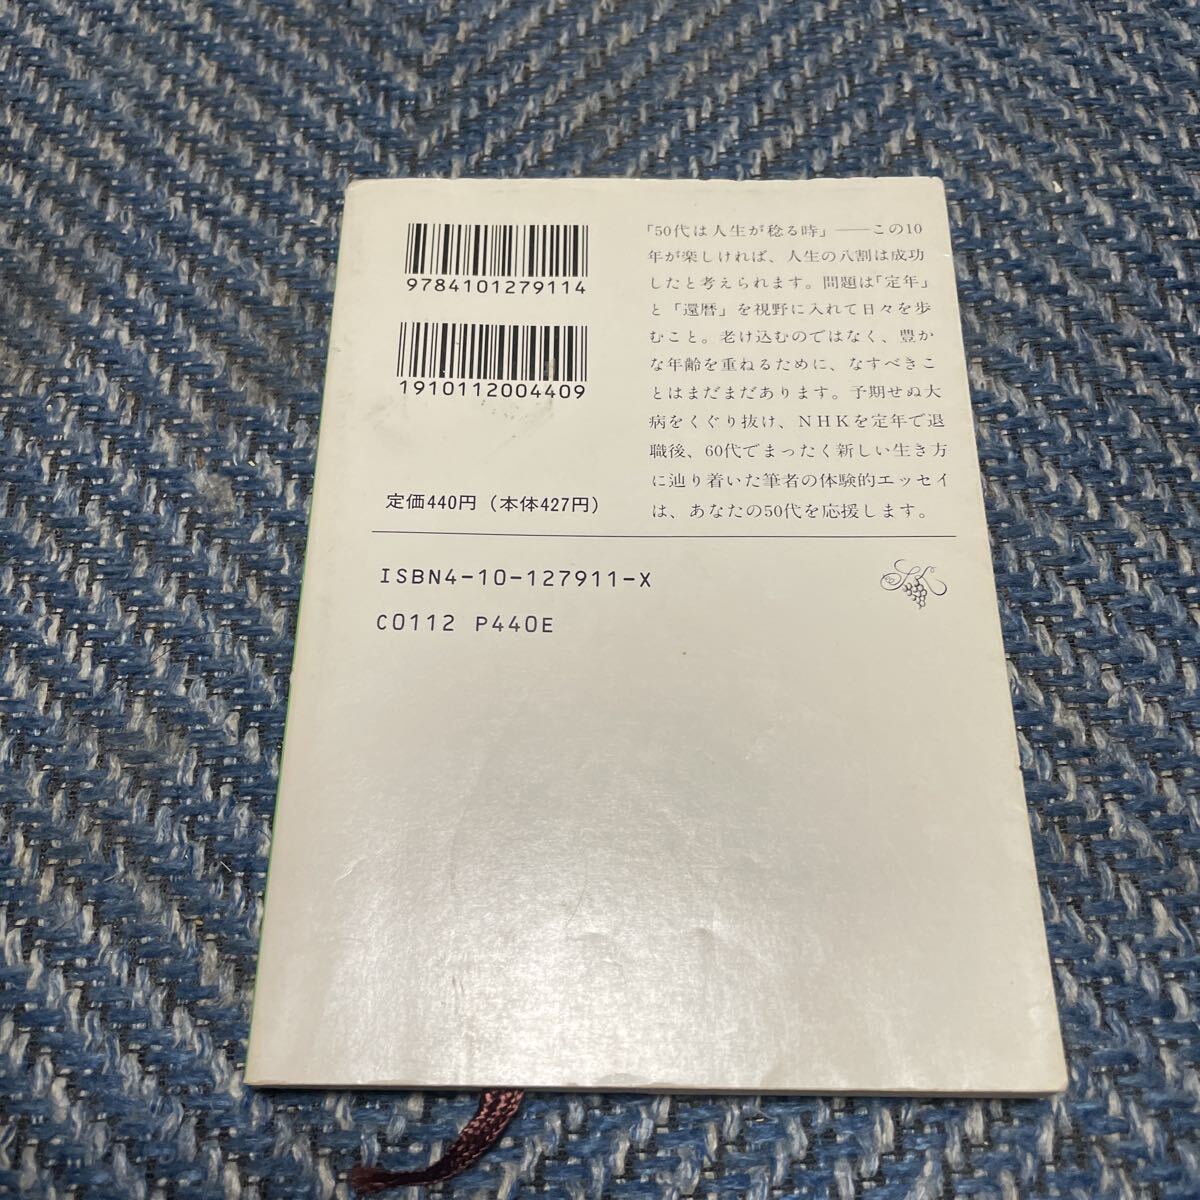 9784101279114
1910112004409
定価440円（本体427円）
「50代は人生が稔る時」――この10
年が楽しければ、人生の八割は成功
したと考えられます。問題は「定年」
と「還暦」を視野に入れて日々を歩
むこと。老け込むのではなく、豊か
な年齢を重ねるために、なすべきこ
とはまだまだあります。予期せぬ大
病をくぐり抜け、NHKを定年で退
職後、60代でまったく新しい生き方
に辿り着いた筆者の体験的エッセイ
は、あなたの50代を応援します。
ISBN4-10-127911-X
C0112 P440E